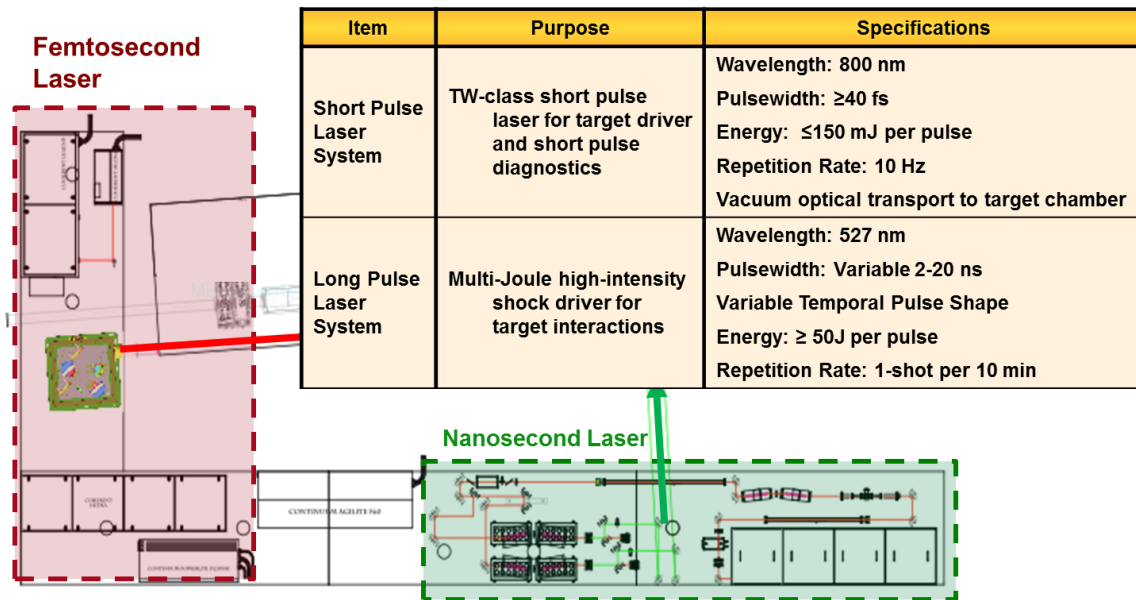 Femtosecond
Laser
Item
Purpose
Specifications
Short Pulse
Laser
System
TW-class short pulse
laser for target driver
and short pulse
diagnostics
Wavelength: 800 nm
Pulsewidth: ≥40 fs
Energy: ≤150 mJ per pulse
Repetition Rate: 10 Hz
Vacuum optical transport to target chamber
Long Pulse
Laser
System
Multi-Joule high-intensity
shock driver for
target interactions
Wavelength: 527 nm
Pulsewidth: Variable 2-20 ns
Variable Temporal Pulse Shape
Energy: ≥ 50J per pulse
Repetition Rate: 1-shot per 10 min
Nanosecond Laser
CONTINUUM AGILITE